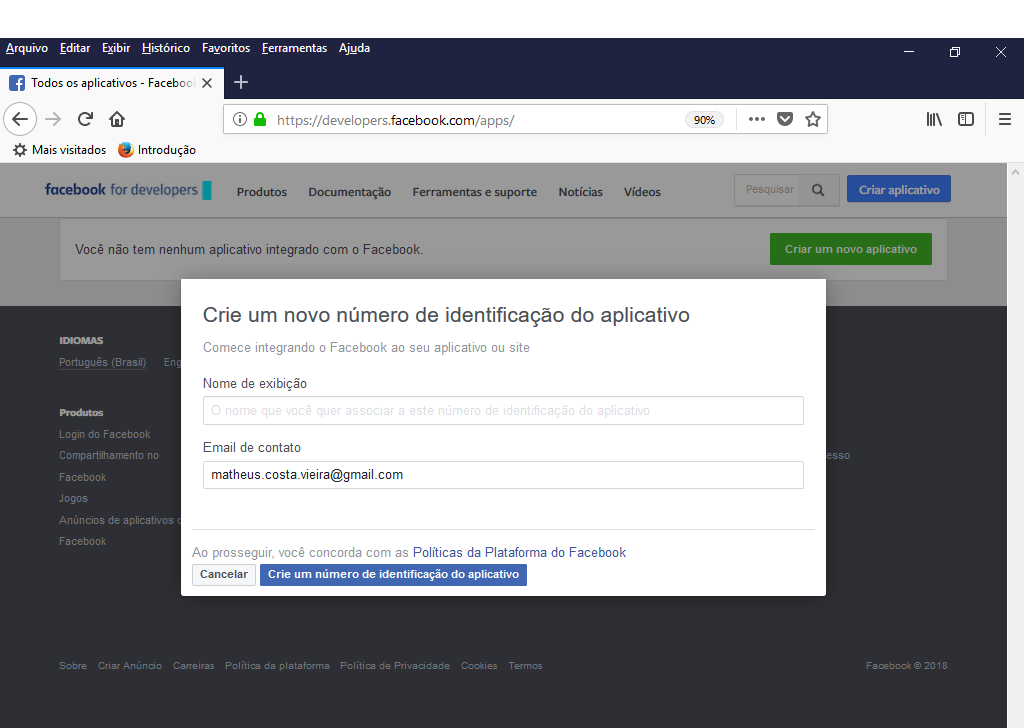 Arquivo Editar Exibir Histórico Favoritos Ferramentas Ajuda
Todos os aplicativos - Faceboo
https://developers.facebook.com/apps/ 90%
Mais visitados Introdução
facebook for developers Produtos Documentação Ferramentas e suporte Notícias Vídeos Pesquisar Criar aplicativo
Você não tem nenhum aplicativo integrado com o Facebook. Criar um novo aplicativo
Crie um novo número de identificação do aplicativo
Comece integrando o Facebook ao seu aplicativo ou site
Nome de exibição
O nome que você quer associar a este número de identificação do aplicativo
Email de contato
matheus.costa.vieira@gmail.com
Ao prosseguir, você concorda com as Políticas da Plataforma do Facebook
Cancelar Crie um número de identificação do aplicativo
IDIOMAS
Português (Brasil) Eng
Produtos
Login do Facebook
Compartilhamento no
Facebook
esso
Jogos
Anúncios de aplicativos d
Facebook
Sobre Criar Anúncio Carreiras Política da plataforma Política de Privacidade Cookies Termos Facebook © 2018